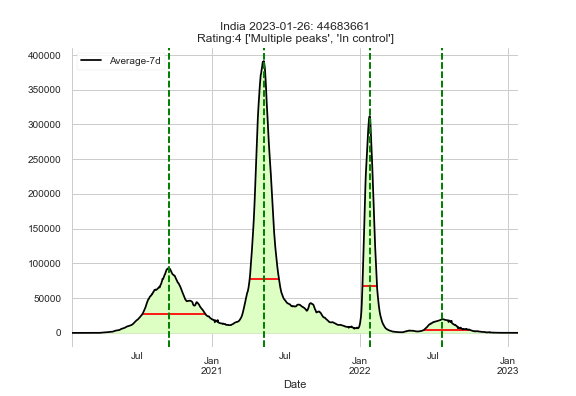 India 2023-01-26: 44683661
Rating:4 ['Multiple peaks', 'In control']
Average-7d
400000
350000
300000
250000
200000
150000
100000
50000
0
Jul
Jan
2021
Jul
Jan
2022
Jul
Jan
2023
Date